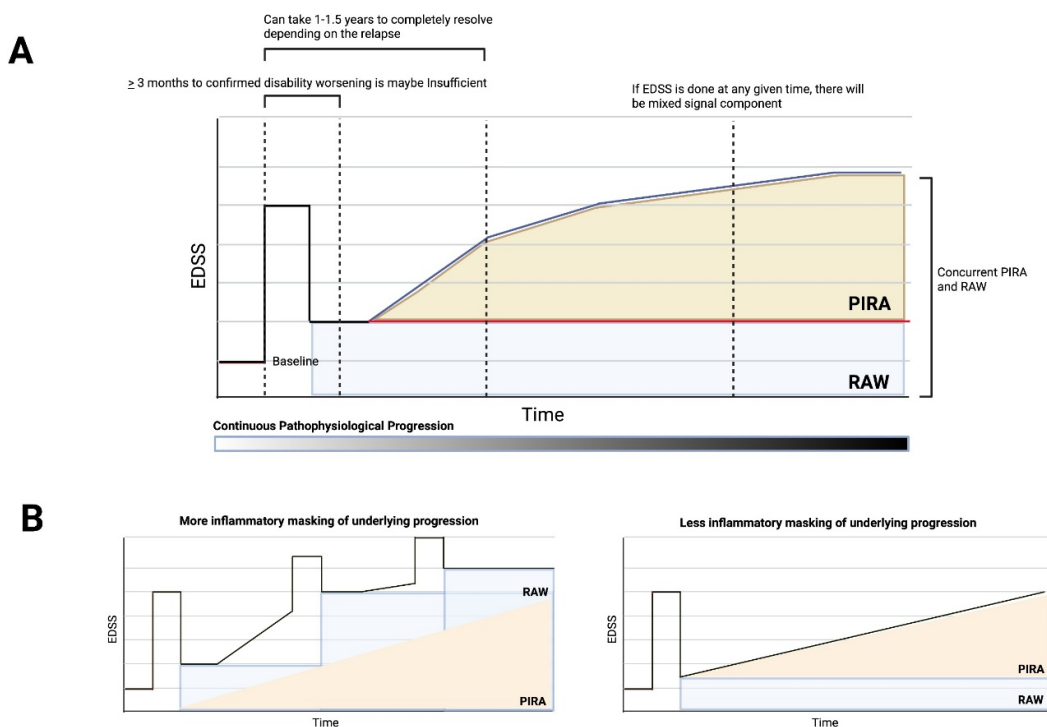 A
Can take 1-1.5 years to completely resolve
depending on the relapse
≥ 3 months to confirmed disability worsening is maybe Insufficient
If EDSS is done at any given time, there will
be mixed signal component
EDSS
Concurrent PIRA
and RAW
PIRA
Baseline
RAW
Time
Continuous Pathophysiological Progression
B
More inflammatory masking of underlying progression
EDSS
RAW
PIRA
Time
Less inflammatory masking of underlying progression
EDSS
PIRA
RAW
Time